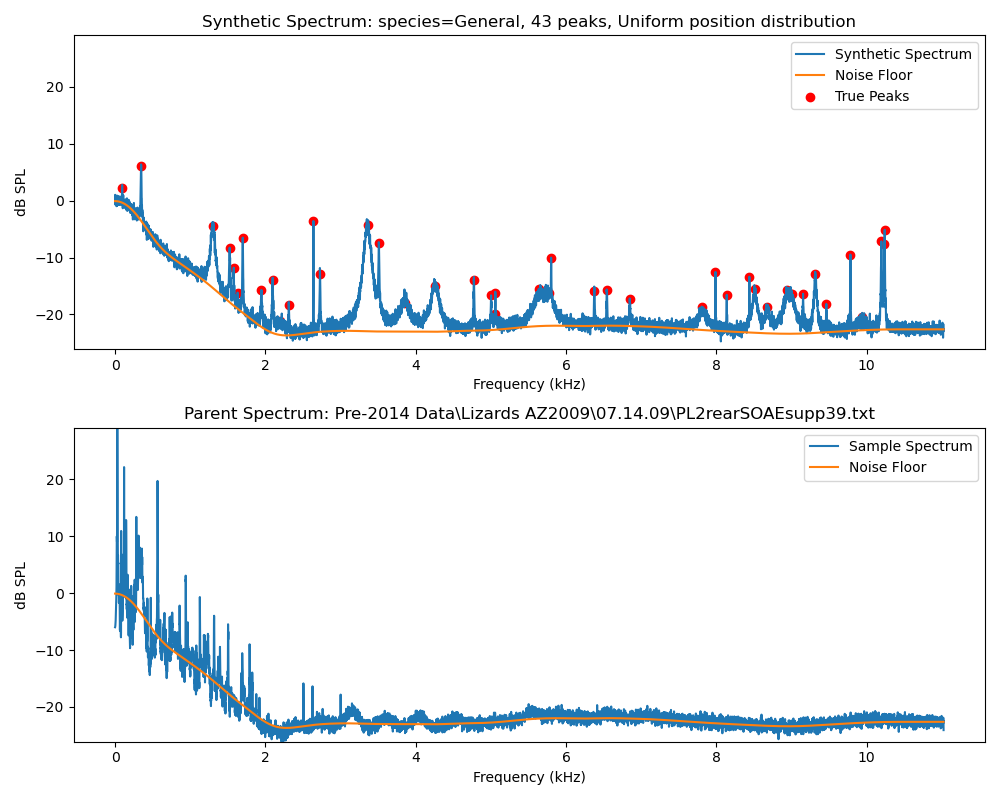 Synthetic Spectrum: species=General, 43 peaks, Uniform position distribution
Synthetic Spectrum
Noise Floor
True Peaks
dB SPL
20
10
0
−10
−20
0 2 4 6 8 10
Frequency (kHz)
Parent Spectrum: Pre-2014 Data\Lizards AZ2009\07.14.09\PL2rearSOAEsupp39.txt
Sample Spectrum
Noise Floor
dB SPL
20
10
0
−10
−20
0 2 4 6 8 10
Frequency (kHz)